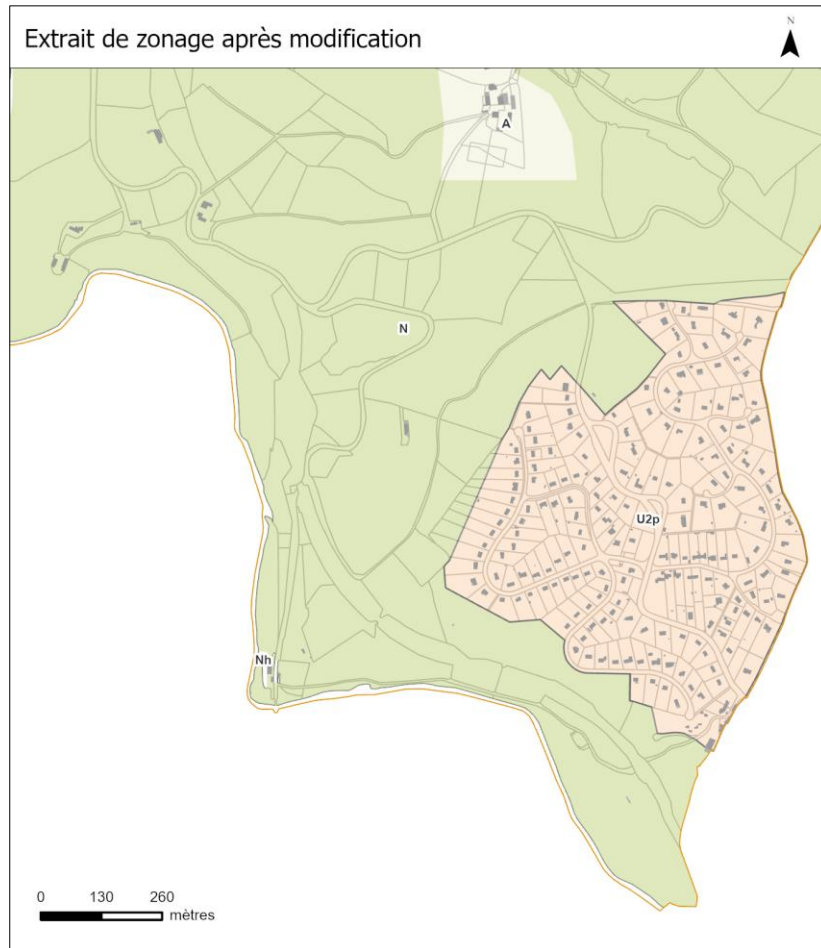 Extrait de zonage après modification
N
A
N
U2p
Nh
0 130 260
mètres